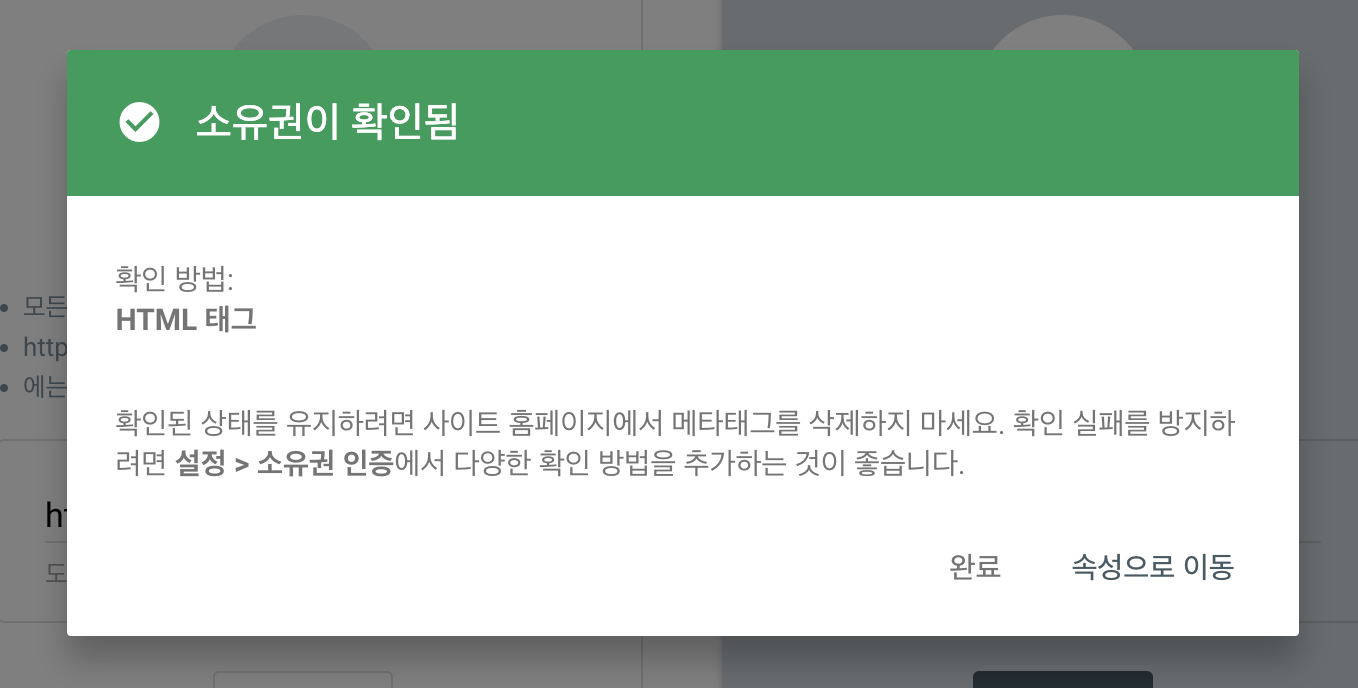 소유권이 확인됨
확인 방법:
HTML 태그
확인된 상태를 유지하려면 사이트 홈페이지에서 메타태그를 삭제하지 마세요. 확인 실패를 방지하
려면 설정 > 소유권 인증에서 다양한 확인 방법을 추가하는 것이 좋습니다.
완료 속성으로 이동
모든
http
에는